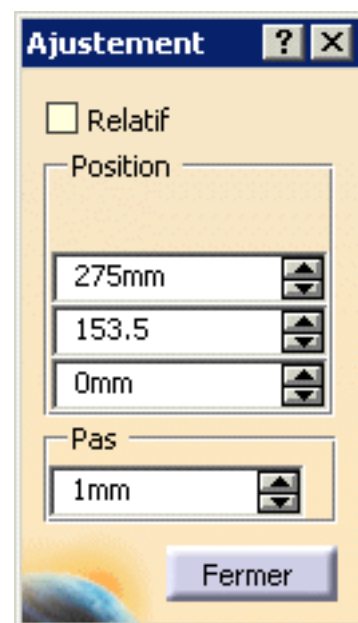 Ajustement ?
Relatif
Position
275mm
153.5
0mm
Pas
1mm
Fermer